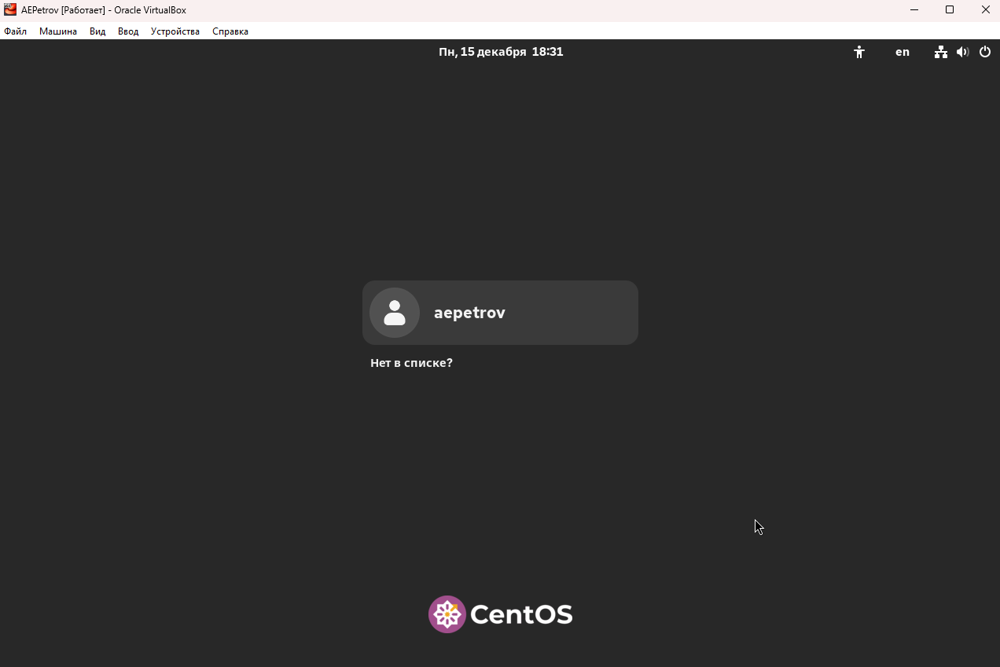 AEPetrov [Работает] - Oracle VirtualBox
Файл Машина Вид Ввод Устройства Справка
Пн, 15 декабря 18:31 en
aepetrov
Нет в списке?
CentOS